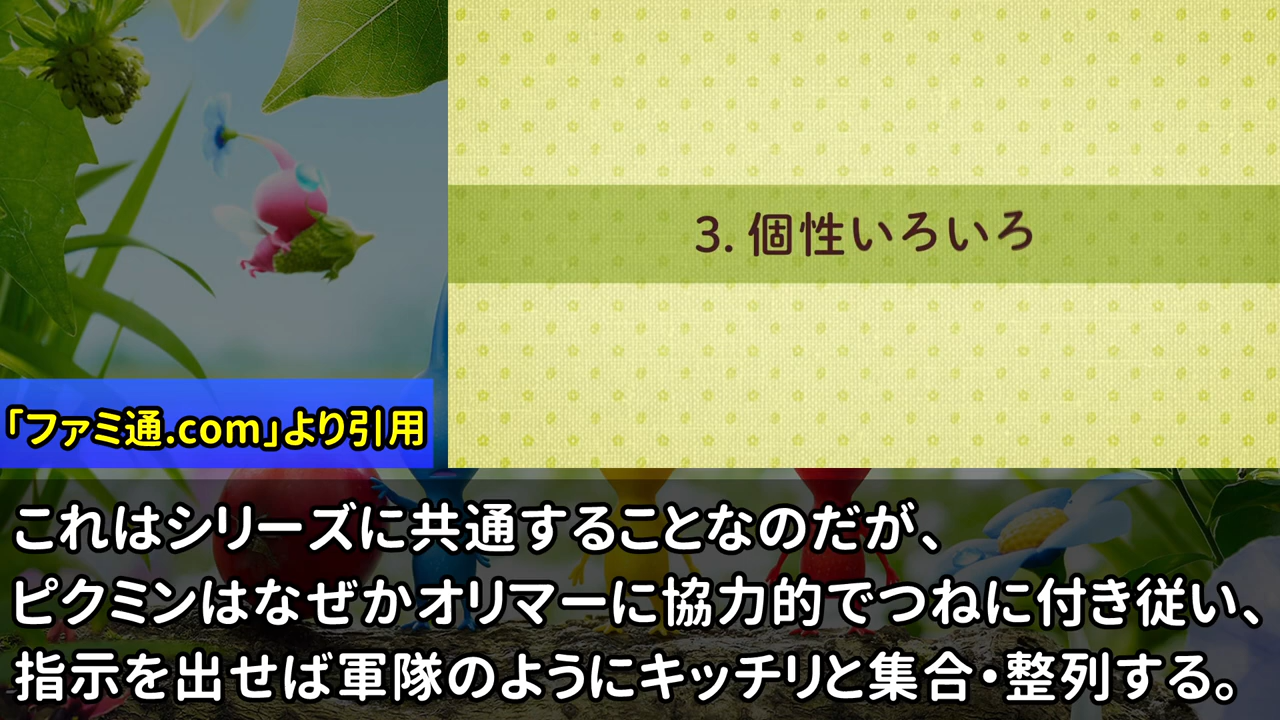 3. 個性いろいろ
「ファミ通.com」より引用
これはシリーズに共通することなのだが、
ピクミンはなぜかオリマーに協力的でつねに付き従い、
指示を出せば軍隊のようにキッチリと集合・整列する。